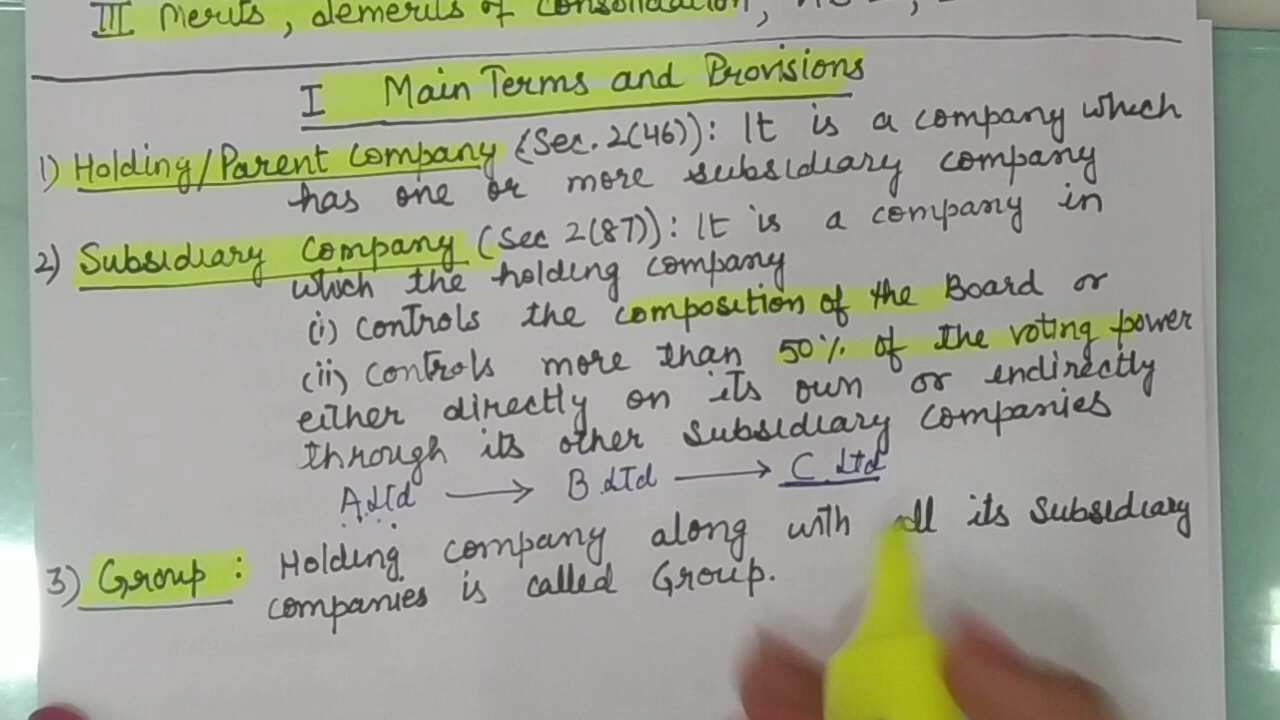 III Merits, demerits of consolidation,
I Main Terms and Provisions
1) Holding/Parent Company (Sec. 2(46)): It is a company which
has one or more subsidiary company
2) Subsidiary Company (Sec 2(87)): It is a company in
which the holding company
(i) controls the composition of the Board or
(ii) controls more than 50% of the voting power
either directly on its own or endirectly
through its other subsidiary companies
A.LTd → B.LTd → C Ltd
3) Group: Holding company along with all its Subsidiary
companies is called Group.